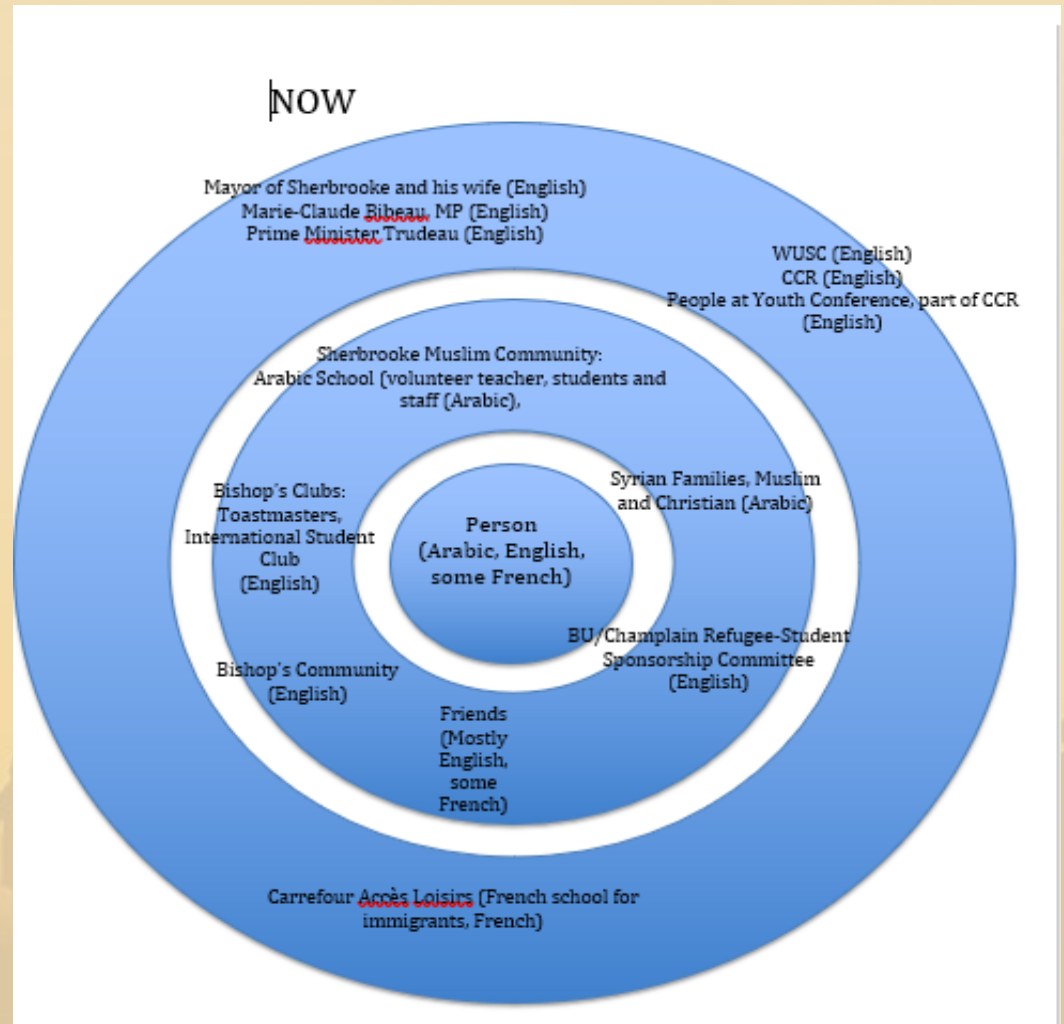 NOW
Mayor of Sherbrooke and his wife (English)
Marie-Claude Bibeau, MP (English)
Prime Minister Trudeau (English)
WUSC (English)
CCR (English)
People at Youth Conference, part of CCR
(English)
Sherbrooke Muslim Community:
Arabic School (volunteer teacher, students and
staff (Arabic),
Bishop's Clubs:
Toastmasters,
International Student
Club
(English)
Syrian Families, Muslim
and Christian (Arabic)
Person
(Arabic, English,
some French)
BU/Champlain Refugee-Student
Sponsorship Committee
(English)
Bishop's Community
(English)
Friends
(Mostly
English,
some
French)
Carrefour Accès Loisirs (French school for
immigrants, French)